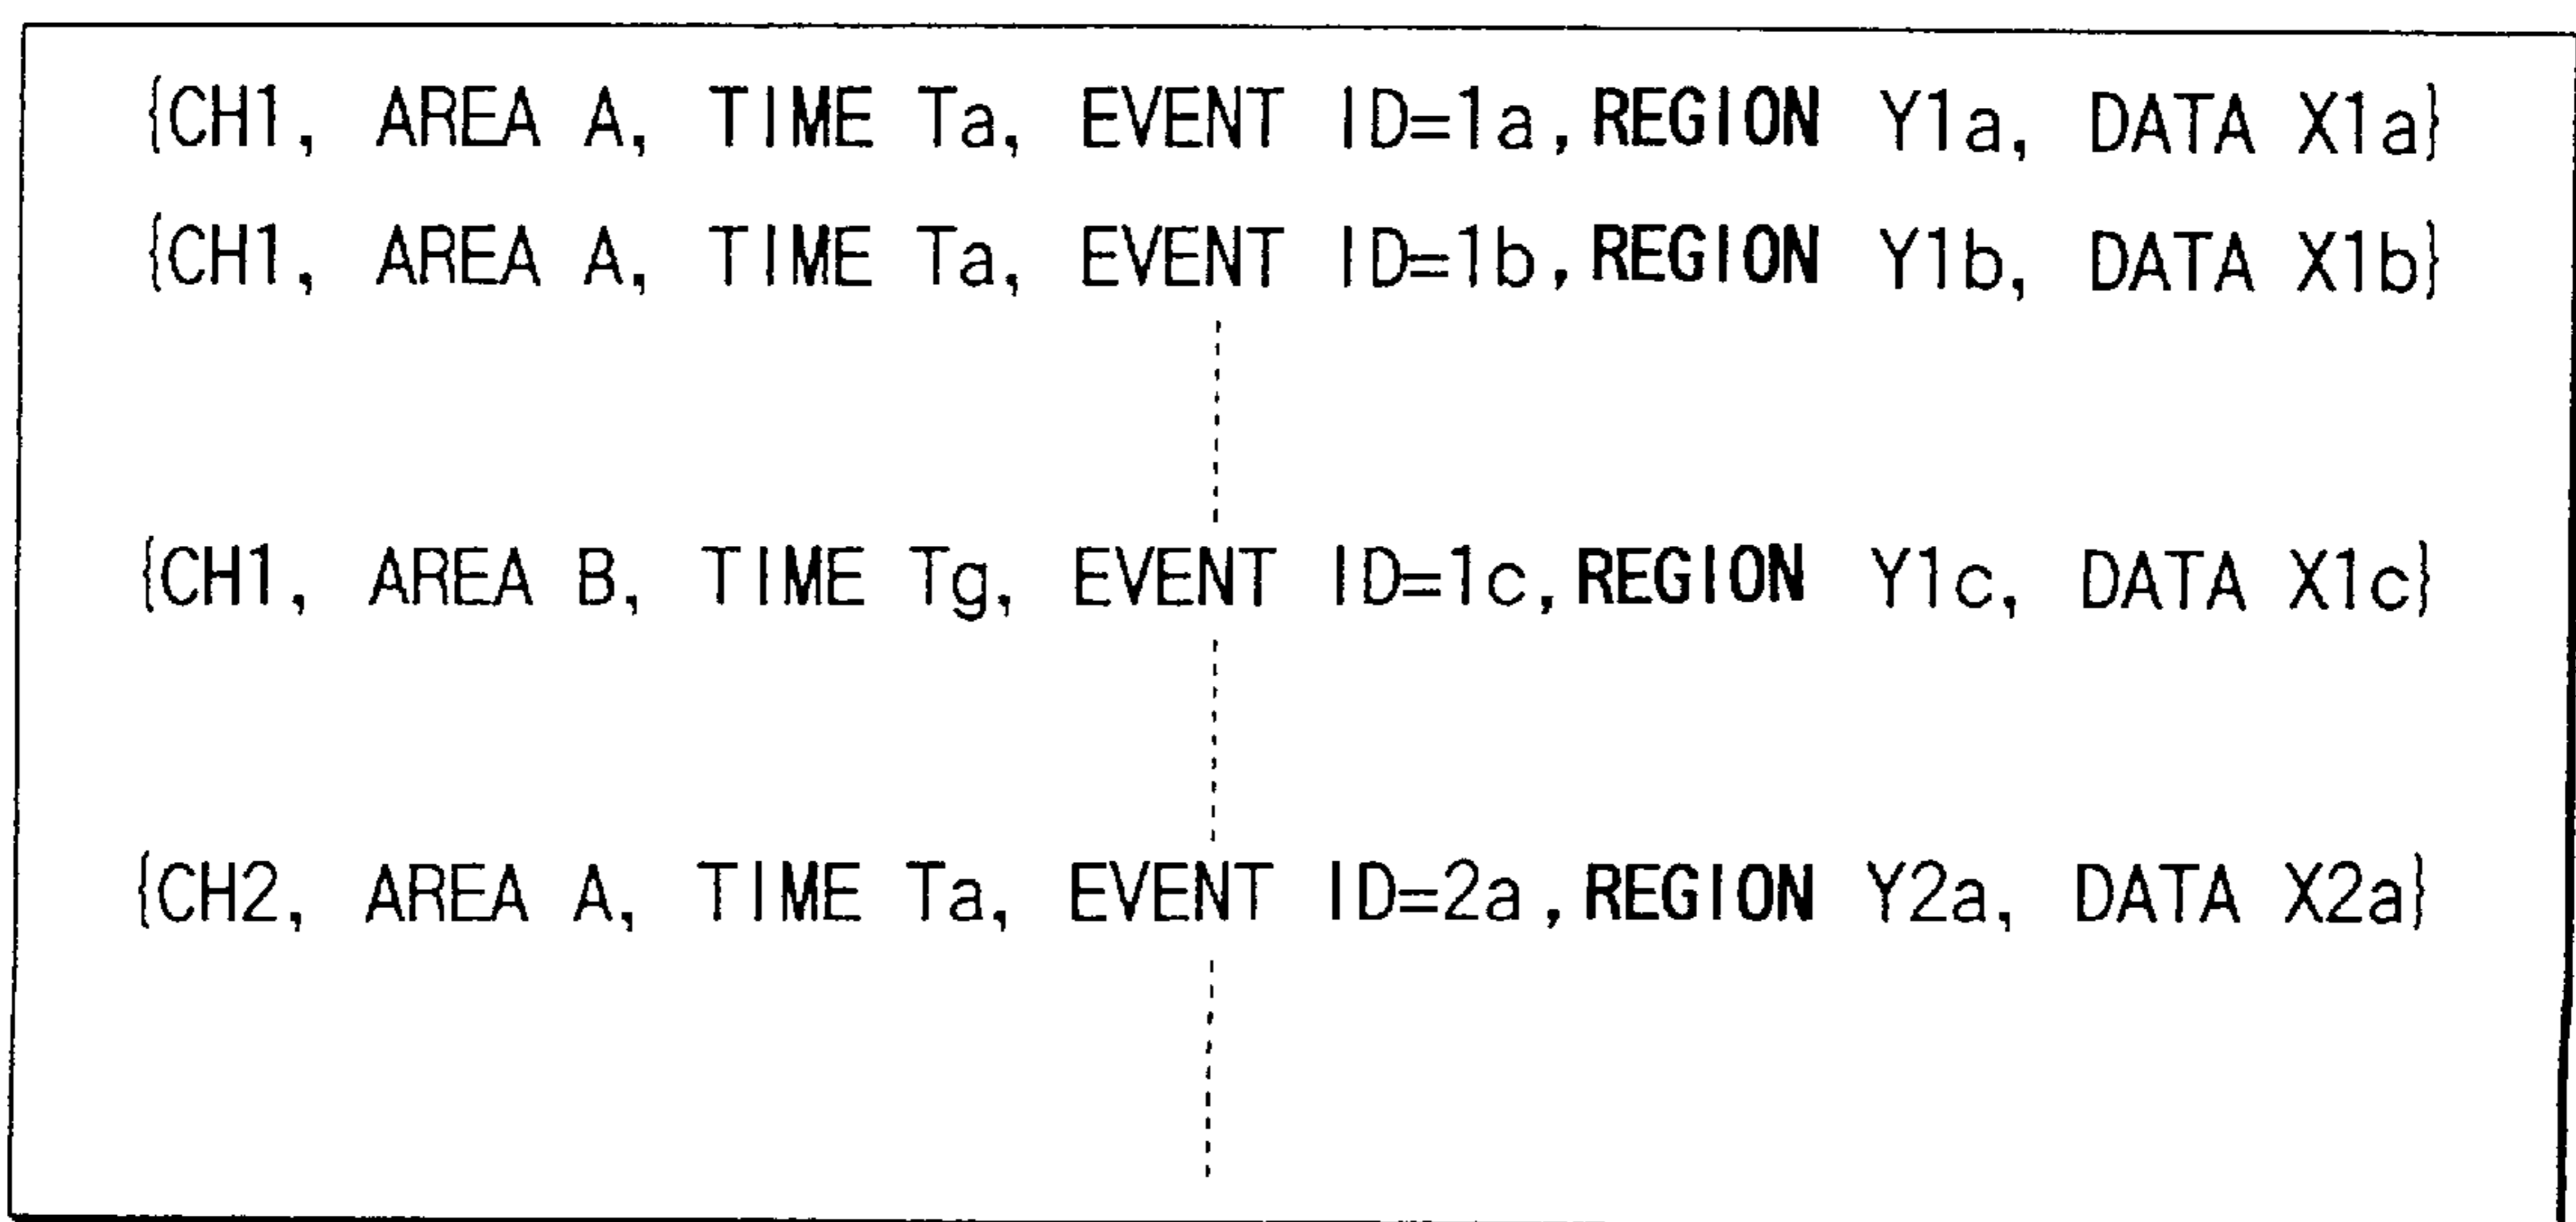 {CH1, AREA A, TIME Ta, EVENT ID=1a, REGION Y1a, DATA X1a}
{CH1, AREA A, TIME Ta, EVENT ID=1b, REGION Y1b, DATA X1b}
{CH1, AREA B, TIME Tg, EVENT ID=1c, REGION Y1c, DATA X1c}
{CH2, AREA A, TIME Ta, EVENT ID=2a, REGION Y2a, DATA X2a}